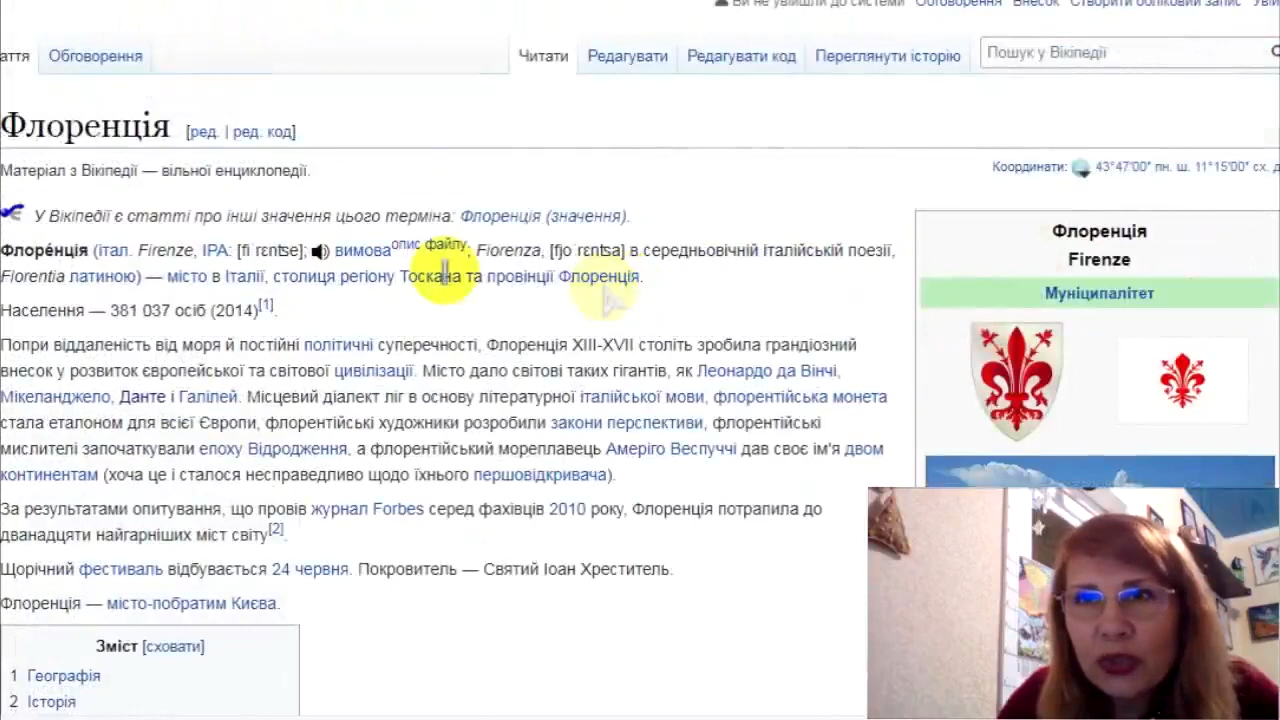 Ви не увійшли до системи Обговорення Внесок Створити обліковий запис
Обговорення Читати Редагувати Редагувати код Переглянути історію Пошук у Вікіпедії
Флоренція [ред. | ред. код]
Матеріал з Вікіпедії — вільної енциклопедії.
Координати: 43°47′00″ пн. ш. 11°15′00″ сх. д
У Вікіпедії є статті про інші значення цього терміна: Флоренція (значення).
Флоре́нція (італ. Firenze, IPA: [fi rɛntse]; вимова опис файлу; Fiorenza, [fjo rɛntsa] в середньовічній італійській поезії,
Florentia латиною) — місто в Італії, столиця регіону Тоскана та провінції Флоренція.
Населення — 381 037 осіб (2014)[1].
Попри віддаленість від моря й постійні політичні суперечності, Флоренція XIII-XVII століть зробила грандіозний
внесок у розвиток європейської та світової цивілізації. Місто дало світові таких гігантів, як Леонардо да Вінчі,
Мікеланджело, Данте і Галілей. Місцевий діалект ліг в основу літературної італійської мови, флорентійська монета
стала еталоном для всієї Європи, флорентійські художники розробили закони перспективи, флорентійські
мислителі започаткували епоху Відродження, а флорентійський мореплавець Амеріго Веспуччі дав своє ім'я двом
континентам (хоча це і сталося несправедливо щодо їхнього першовідкривача).
За результатами опитування, що провів журнал Forbes серед фахівців 2010 року, Флоренція потрапила до
дванадцяти найгарніших міст світу[2].
Щорічний фестиваль відбувається 24 червня. Покровитель — Святий Іоан Хреститель.
Флоренція — місто-побратим Києва.
Зміст [сховати]
1 Географія
2 Історія
Флоренція
Firenze
Муніципалітет